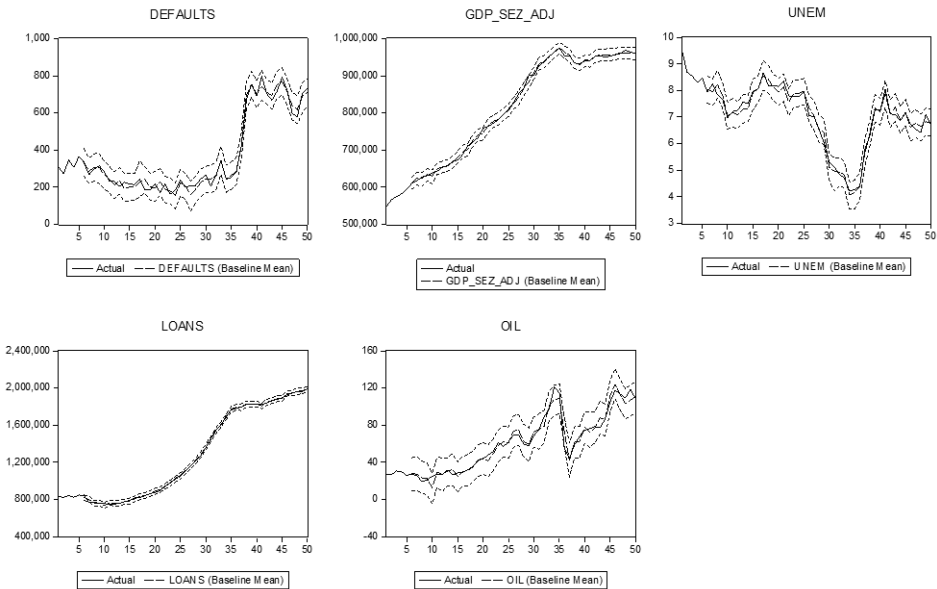 DEFAULTS
1,000
800
600
400
200
0
5 10 15 20 25 30 35 40 45 50
Actual
DEFAULTS (Baseline Mean)
GDP_SEZ_ADJ
1,000,000
900,000
800,000
700,000
600,000
500,000
5 10 15 20 25 30 35 40 45 50
Actual
GDP_SEZ_ADJ (Baseline Mean)
UNEM
10
9
8
7
6
5
4
3
5 10 15 20 25 30 35 40 45 50
Actual
UNEM (Baseline Mean)
LOANS
2,400,000
2,000,000
1,600,000
1,200,000
800,000
400,000
5 10 15 20 25 30 35 40 45 50
Actual
LOANS (Baseline Mean)
OIL
160
120
80
40
0
-40
5 10 15 20 25 30 35 40 45 50
Actual
OIL (Baseline Mean)